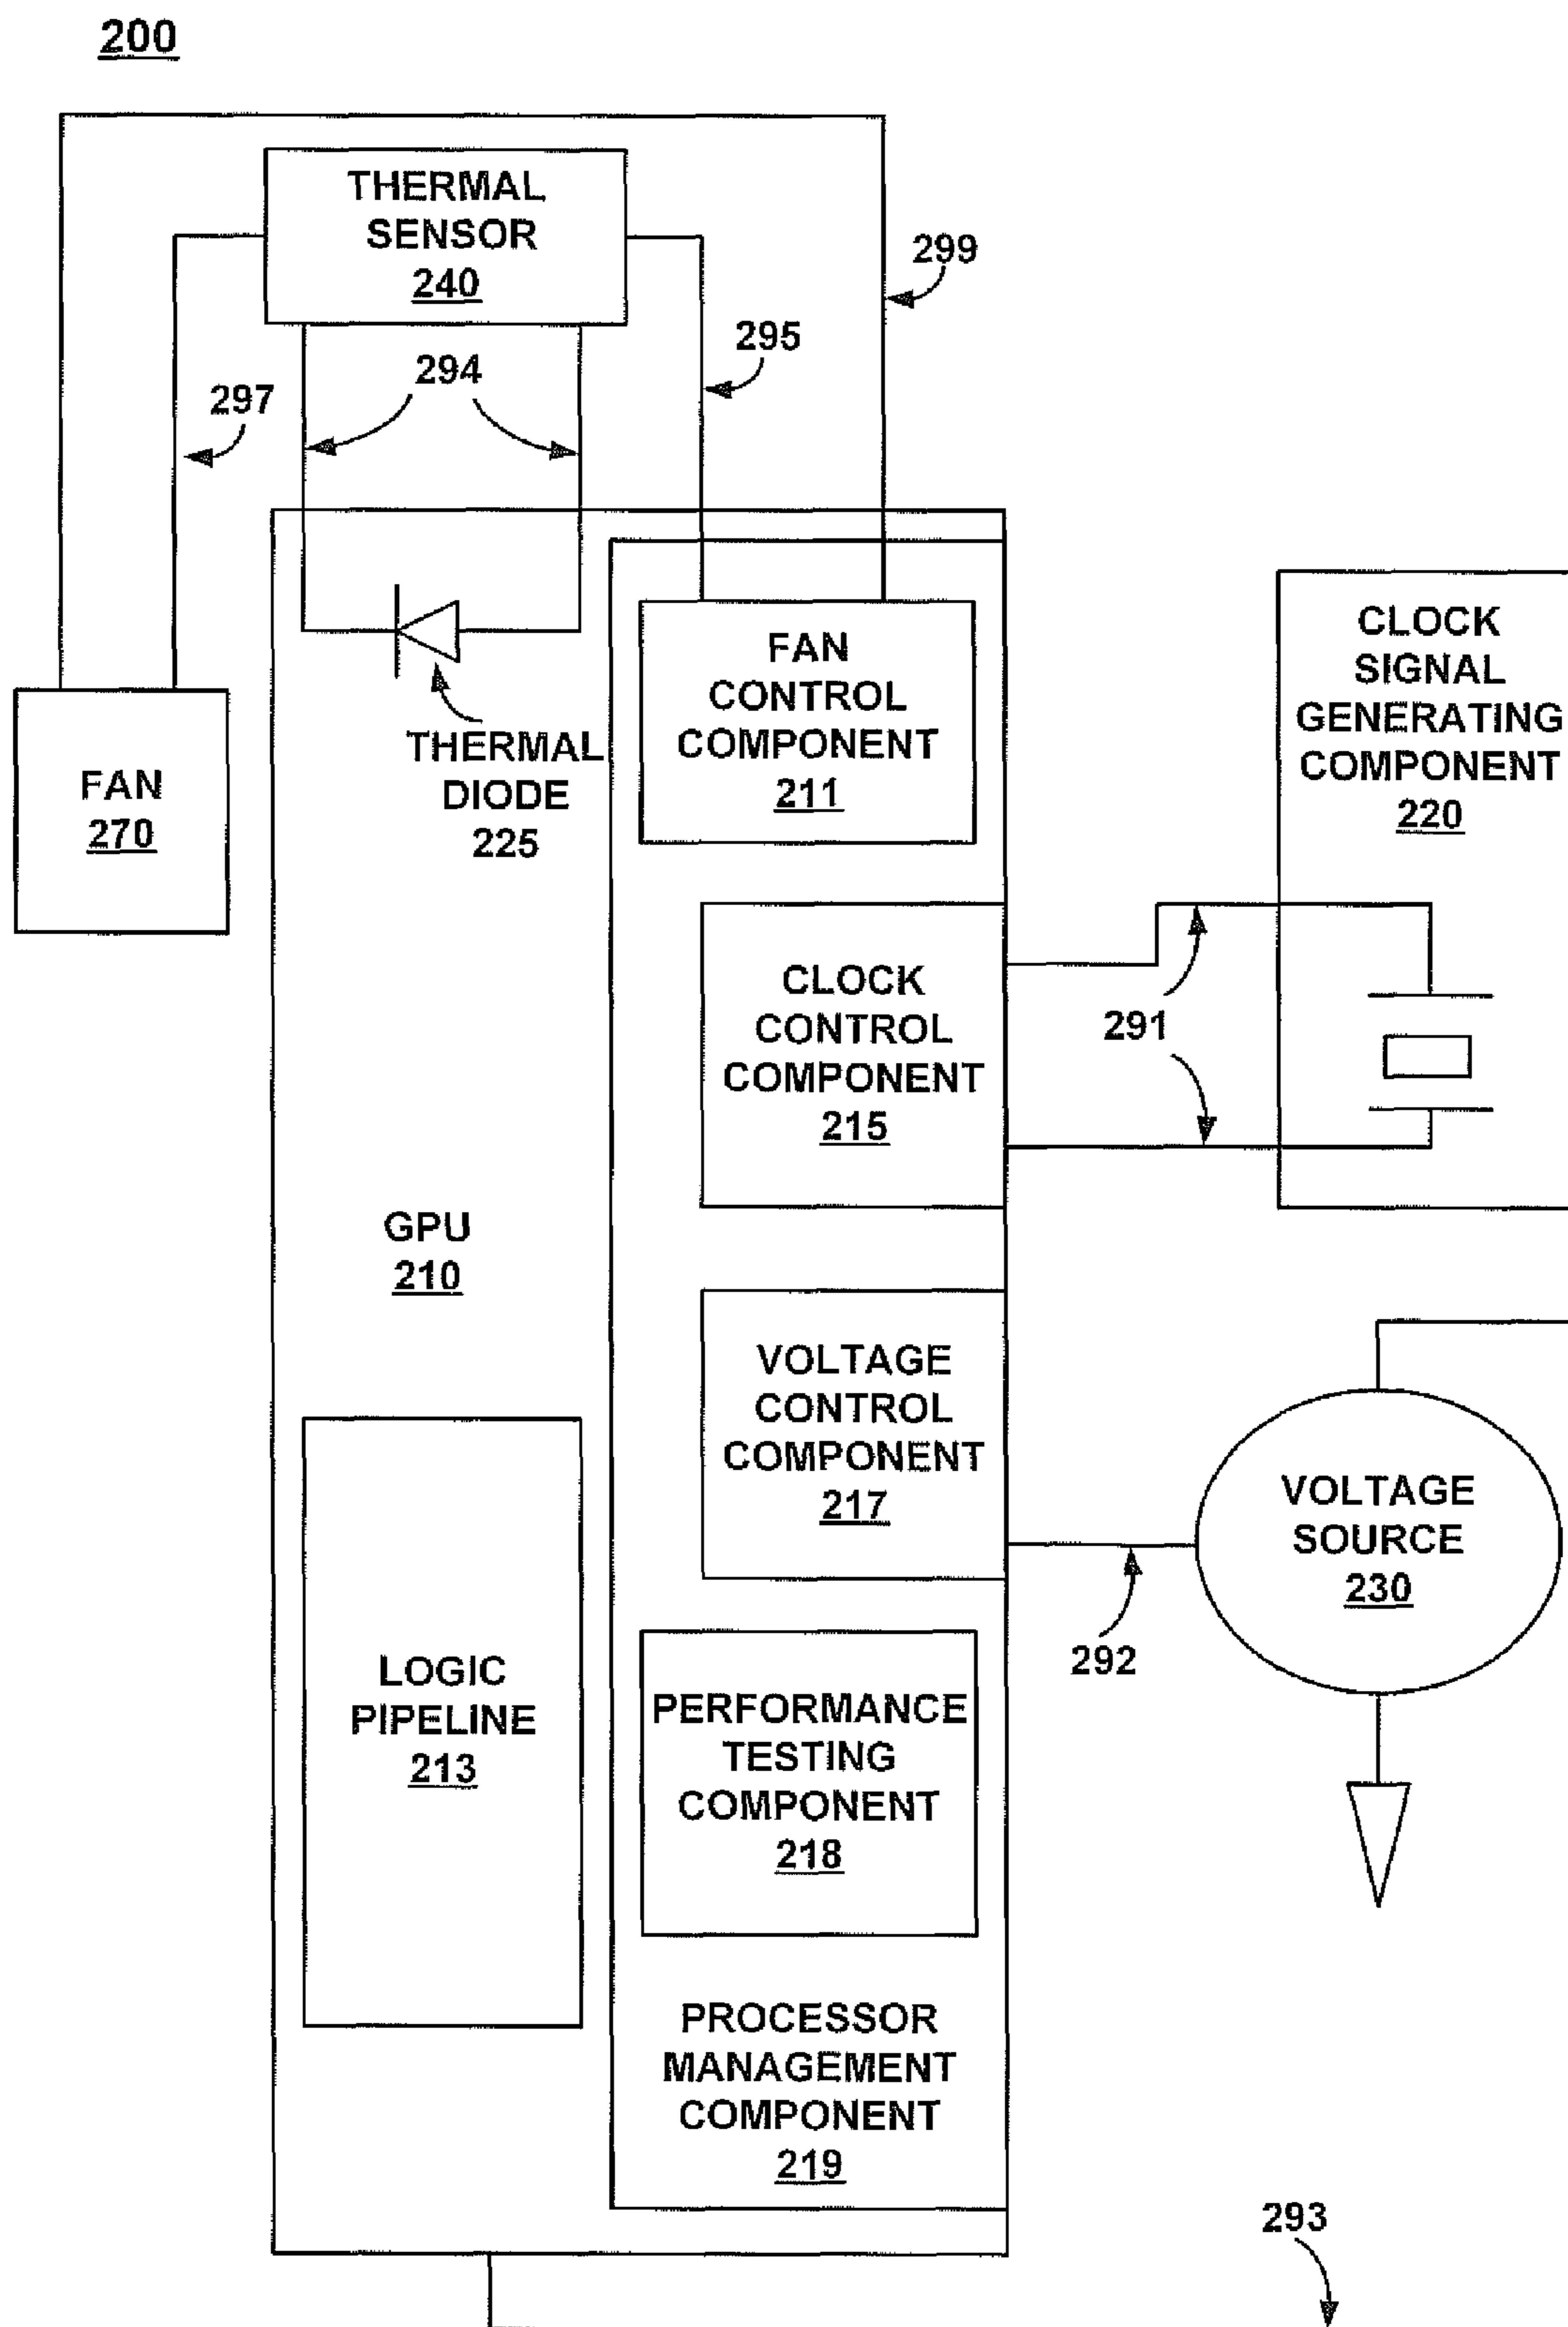 200
THERMAL
SENSOR
240
299
295
294
297
FAN
CONTROL
COMPONENT
211
CLOCK
SIGNAL
GENERATING
COMPONENT
220
THERMAL
DIODE
225
FAN
270
CLOCK
CONTROL
COMPONENT
215
291
GPU
210
VOLTAGE
CONTROL
COMPONENT
217
VOLTAGE
SOURCE
230
292
LOGIC
PIPELINE
213
PERFORMANCE
TESTING
COMPONENT
218
PROCESSOR
MANAGEMENT
COMPONENT
219
293